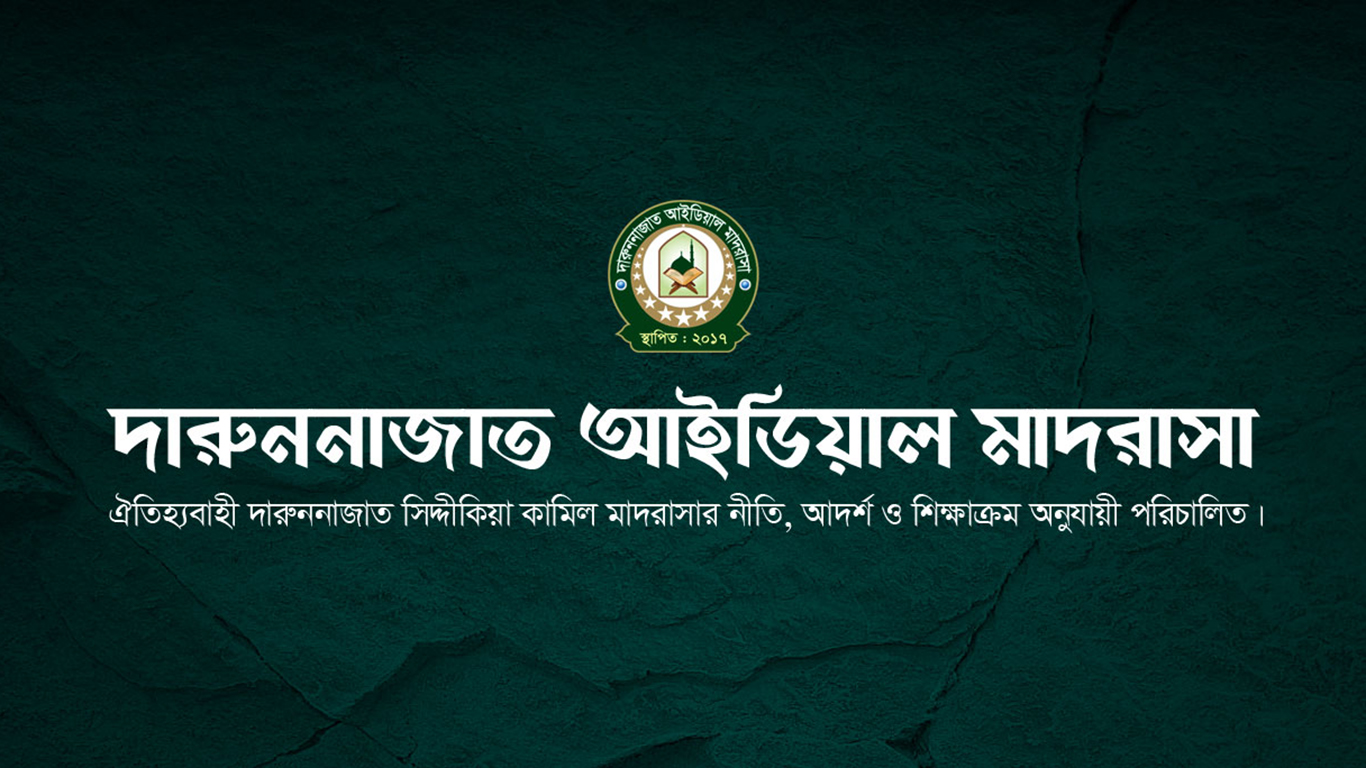 দারুননাজাত আইডিয়াল মাদরাসা
স্থাপিত : ২০১৭
দারুননাজাত আইডিয়াল মাদরাসা
ঐতিহ্যবাহী দারুননাজাত সিদ্দীকিয়া কামিল মাদরাসার নীতি, আদর্শ ও শিক্ষাক্রম অনুযায়ী পরিচালিত।